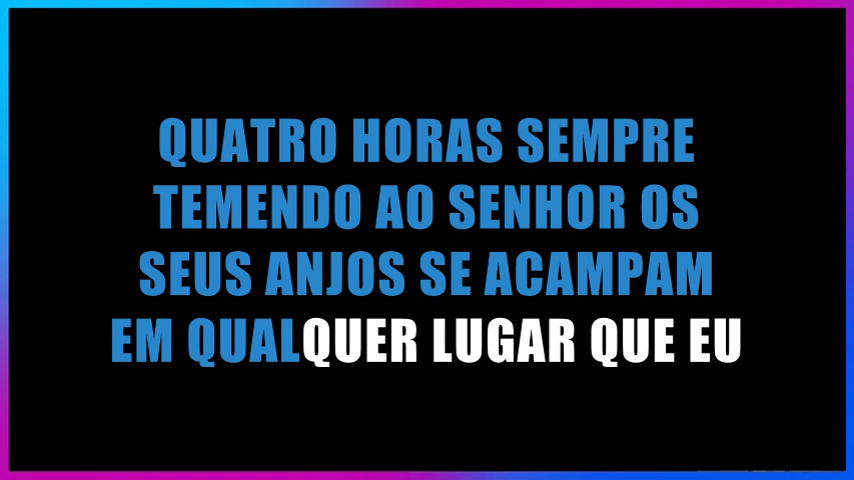 QUATRO HORAS SEMPRE
TEMENDO AO SENHOR OS
SEUS ANJOS SE ACAMPAM
EM QUALQUER LUGAR QUE EU